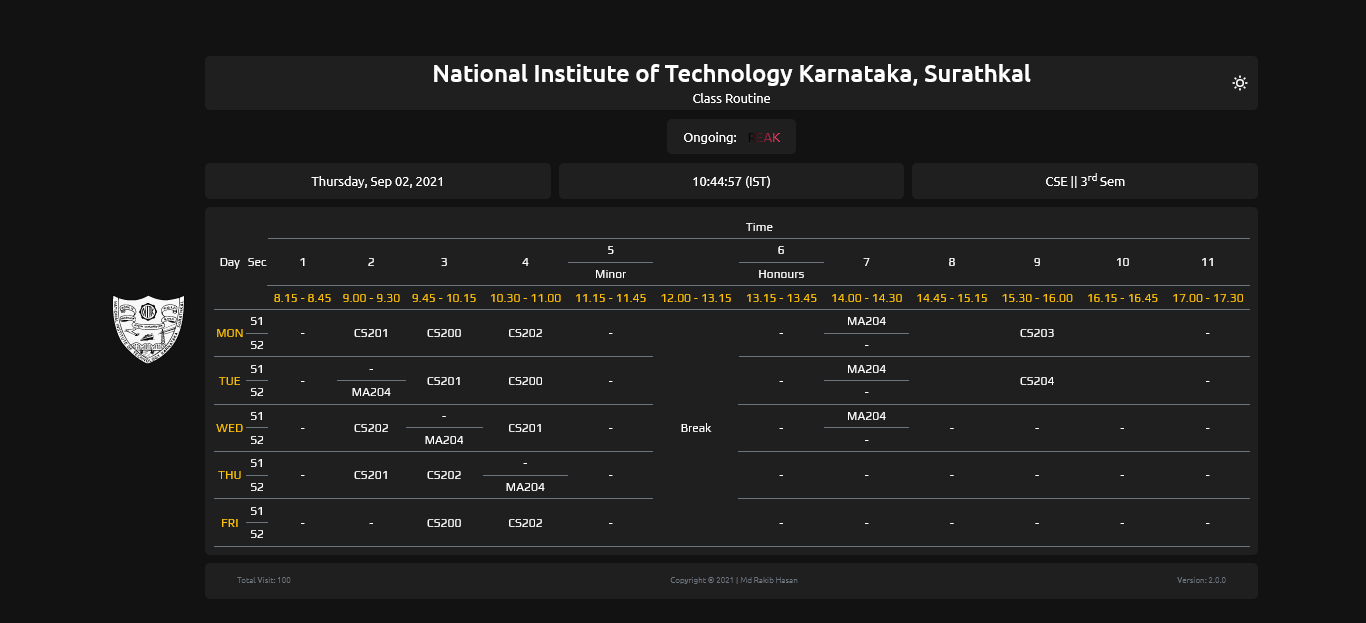 National Institute of Technology Karnataka, Surathkal
Class Routine
Ongoing: REAK
Thursday, Sep 02, 2021 10:44:57 (IST) CSE || 3rd Sem
Time
Day Sec 1 2 3 4 5 6 7 8 9 10 11
Minor Honours
8.15 - 8.45 9.00 - 9.30 9.45 - 10.15 10.30 - 11.00 11.15 - 11.45 12.00 - 13.15 13.15 - 13.45 14.00 - 14.30 14.45 - 15.15 15.30 - 16.00 16.15 - 16.45 17.00 - 17.30
S1 MA204
MON - CS201 CS200 CS202 - - CS203 -
S2 -
S1 - MA204
TUE - CS201 CS200 - - CS204 -
S2 MA204 -
S1 - MA204
WED - CS202 CS201 - Break - - - - -
S2 MA204 -
S1 -
THU - CS201 CS202 - - - - - - -
S2 MA204
S1
FRI - - CS200 CS202 - - - - - - -
S2
Total Visit: 100 Copyright © 2021 | Md Rakib Hasan Version: 2.0.0